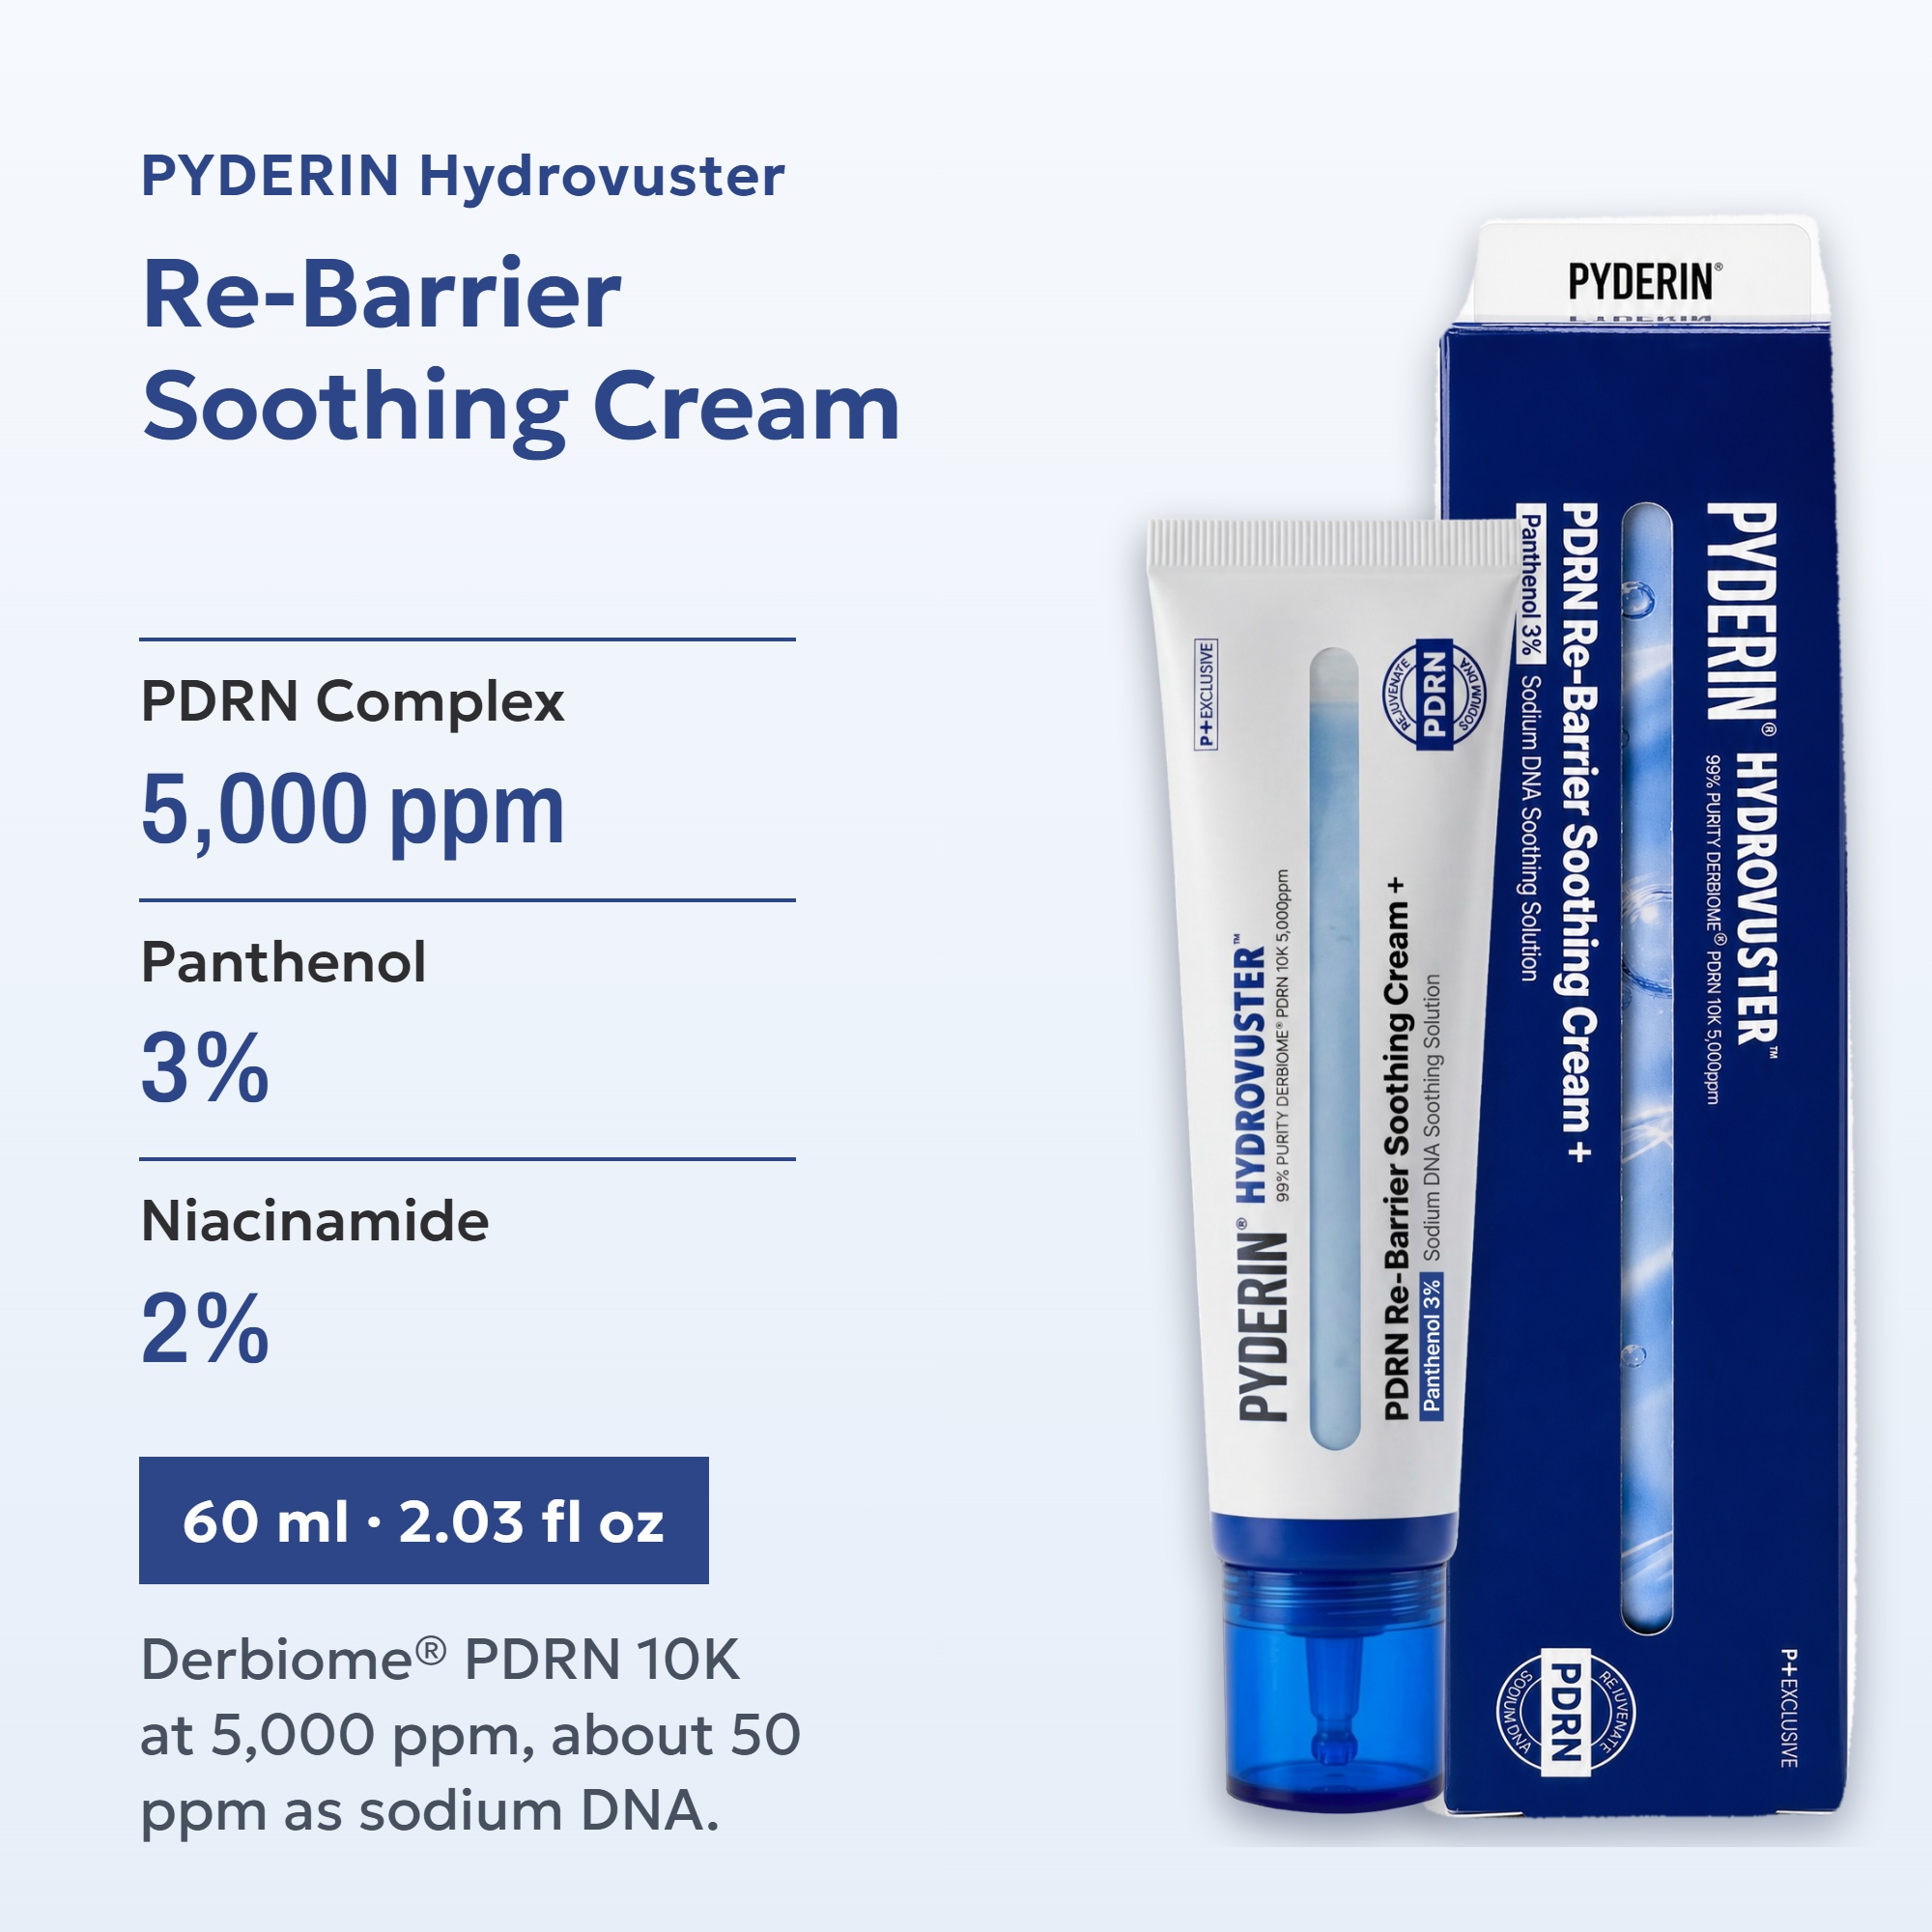 PYDERIN Hydrovuster
Re-Barrier
Soothing Cream
PDRN Complex
5,000 ppm
Panthenol
3%
Niacinamide
2%
60 ml · 2.03 fl oz
Derbiome® PDRN 10K
at 5,000 ppm, about 50
ppm as sodium DNA.
P+EXCLUSIVE
REJUVENATE
PDRN
SODIUM DNA
PYDERIN® HYDROVUSTER™
99% PURITY DERBIOME® PDRN 10K 5,000ppm
PDRN Re-Barrier Soothing Cream +
Panthenol 3% Sodium DNA Soothing Solution
PYDERIN®
PYDERIN® HYDROVUSTER™
99% PURITY DERBIOME® PDRN 10K 5,000ppm
PDRN Re-Barrier Soothing Cream +
Panthenol 3% Sodium DNA Soothing Solution
REJUVENATE
PDRN
SODIUM DNA
P+EXCLUSIVE